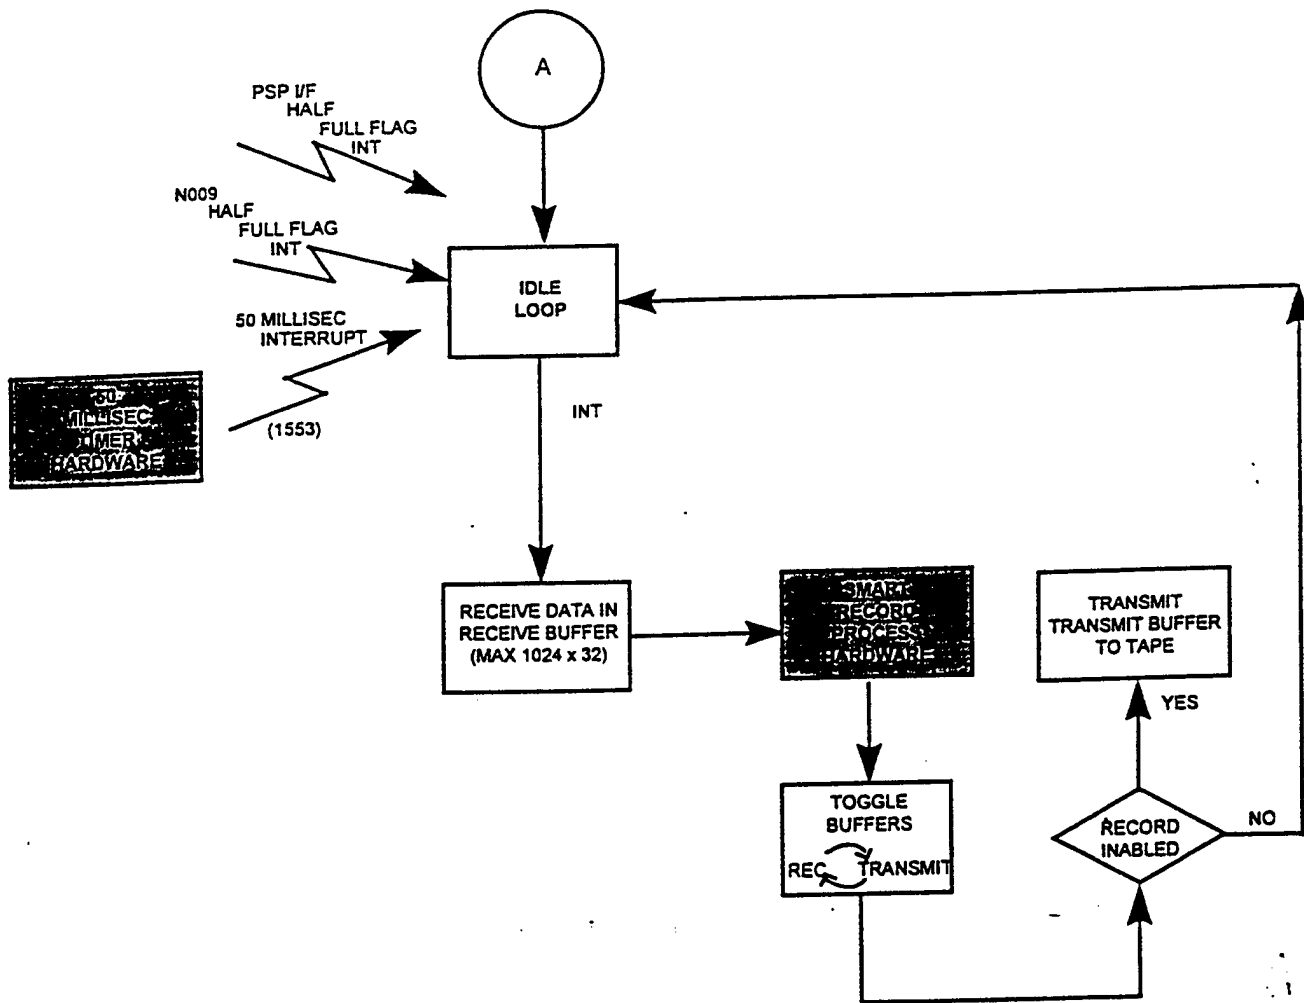 A
PSP I/F
HALF
FULL FLAG
INT
N009
HALF
FULL FLAG
INT
IDLE
LOOP
50 MILLISEC
INTERRUPT
(1553)
50
MILLISEC
TIMER
HARDWARE
INT
RECEIVE DATA IN
RECEIVE BUFFER
(MAX 1024 x 32)
SMART
RECORD
PROCESS
HARDWARE
TRANSMIT
TRANSMIT BUFFER
TO TAPE
YES
TOGGLE
BUFFERS
REC TRANSMIT
RECORD
INABLED
NO